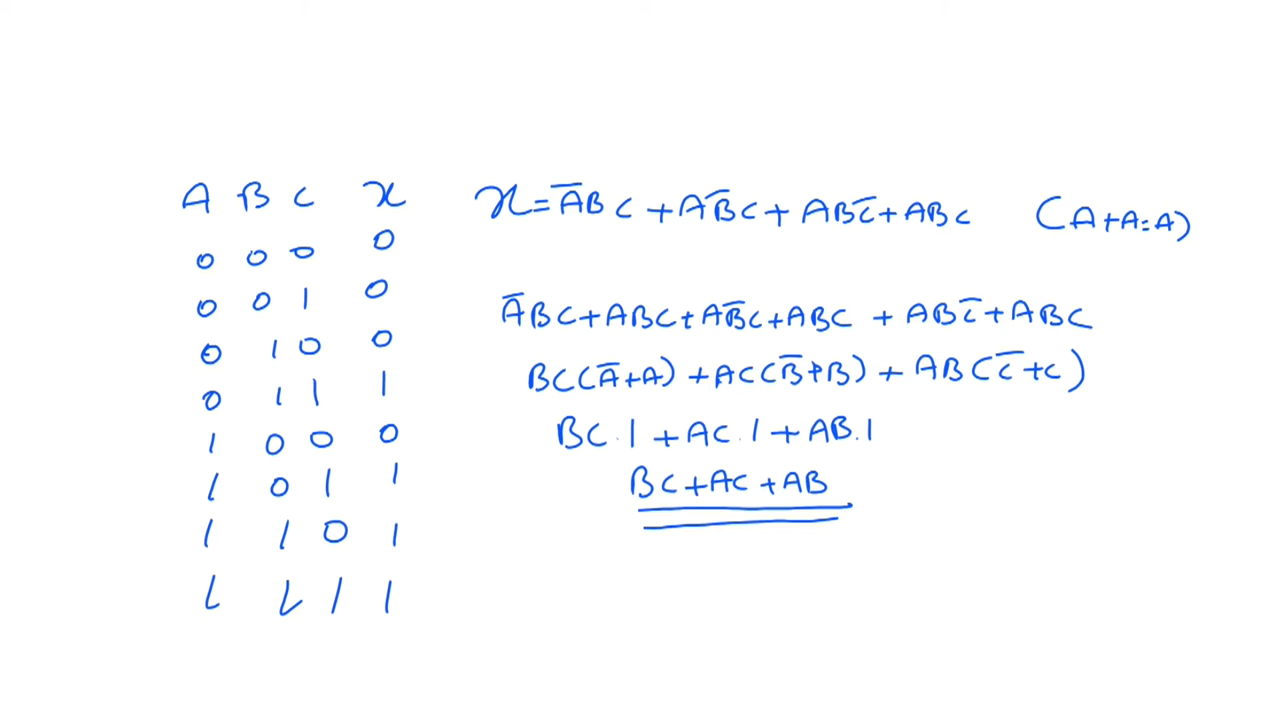 A B C x
0 0 0 0
0 0 1 0
0 1 0 0
0 1 1 1
1 0 0 0
1 0 1 1
1 1 0 1
1 1 1 1
x = A̅BC + AB̅C + ABC̅ + ABC (A+A=A)
A̅BC + ABC + AB̅C + ABC + ABC̅ + ABC
BC(A̅+A) + AC(B̅+B) + AB(C̅+C)
BC.1 + AC.1 + AB.1
BC + AC + AB